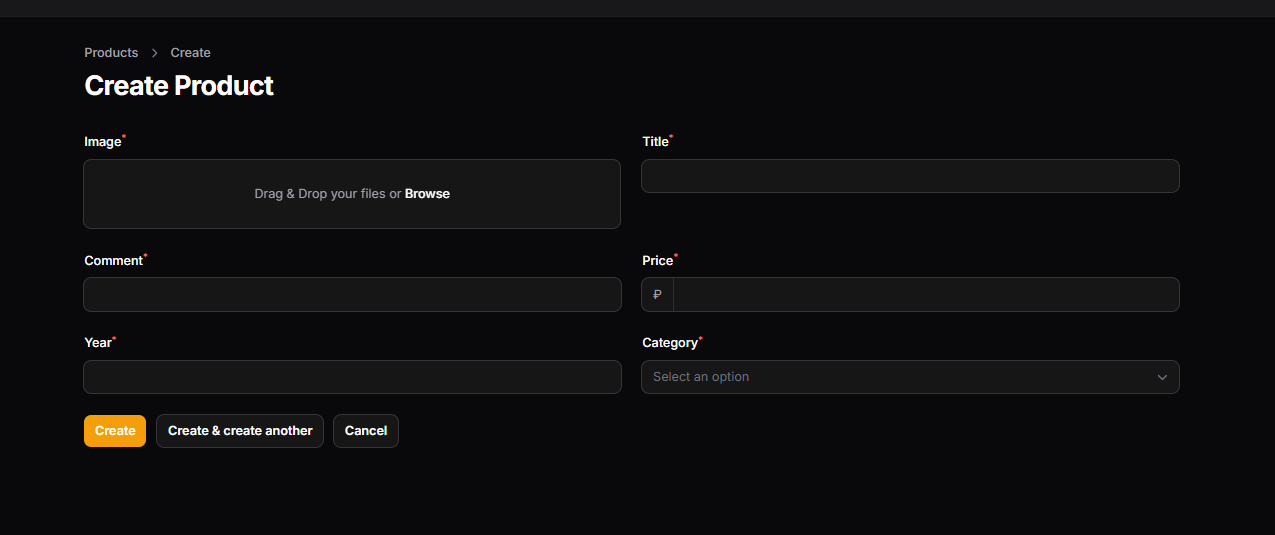 Products > Create
Create Product
Image*
Title*
Drag & Drop your files or Browse
Comment*
Price*
₽
Year*
Category*
Select an option
Create
Create & create another
Cancel